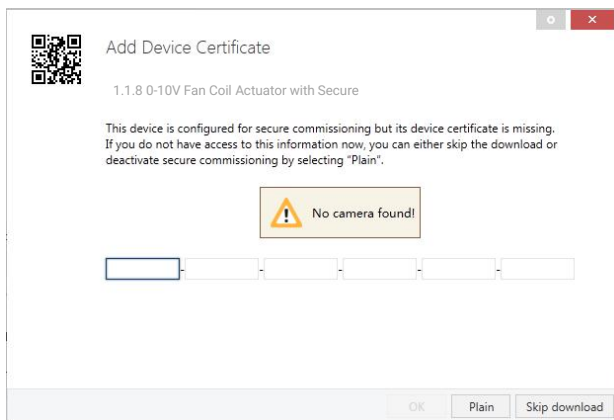 Add Device Certificate
1.1.8 0-10V Fan Coil Actuator with Secure
This device is configured for secure commissioning but its device certificate is missing.
If you do not have access to this information now, you can either skip the download or
deactivate secure commissioning by selecting "Plain".
No camera found!
- - - - -
OK Plain Skip download